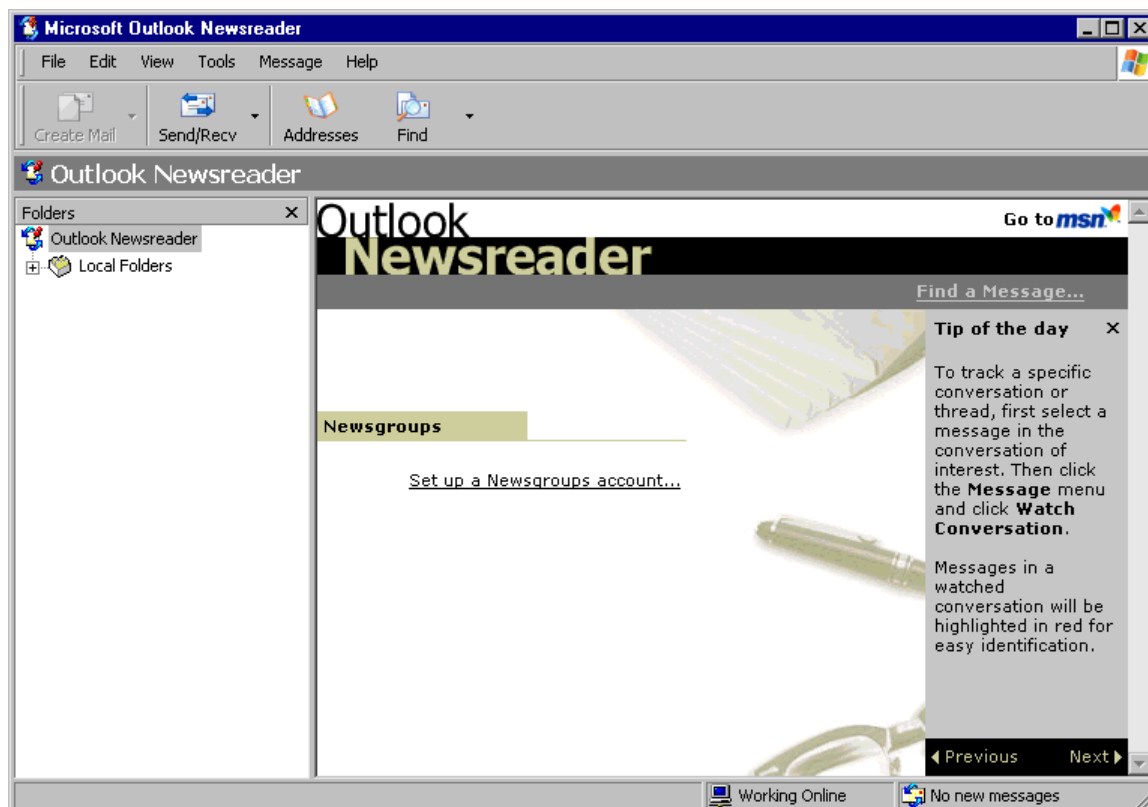 Microsoft Outlook Newsreader
File Edit View Tools Message Help
Create Mail Send/Recv Addresses Find
Outlook Newsreader
Folders
Outlook Newsreader
Local Folders
Outlook
Newsreader
Go to msn
Find a Message...
Newsgroups
Set up a Newsgroups account...
Tip of the day
To track a specific
conversation or
thread, first select a
message in the
conversation of
interest. Then click
the Message menu
and click Watch
Conversation.
Messages in a
watched
conversation will be
highlighted in red for
easy identification.
Previous Next
Working Online No new messages